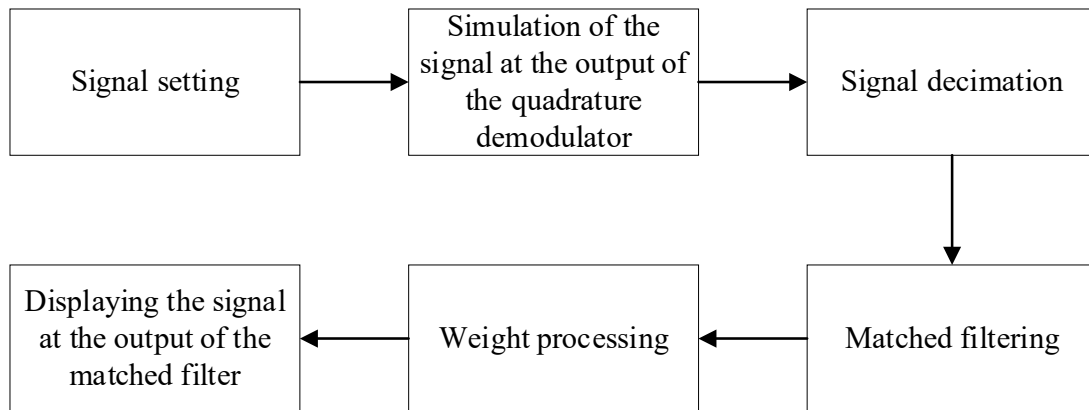 Signal setting
Simulation of the
signal at the output of
the quadrature
demodulator
Signal decimation
Displaying the signal
at the output of the
matched filter
Weight processing
Matched filtering